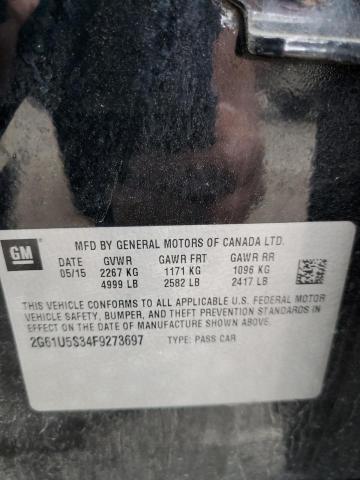 GM
MFD BY GENERAL MOTORS OF CANADA LTD.
DATE GVWR GAWR FRT GAWR RR
05/15 2267 KG 1171 KG 1096 KG
4999 LB 2582 LB 2417 LB
THIS VEHICLE CONFORMS TO ALL APPLICABLE U.S. FEDERAL MOTOR
VEHICLE SAFETY, BUMPER, AND THEFT PREVENTION STANDARDS IN
EFFECT ON THE DATE OF MANUFACTURE SHOWN ABOVE.
2G61U5S34F9273697 TYPE: PASS CAR